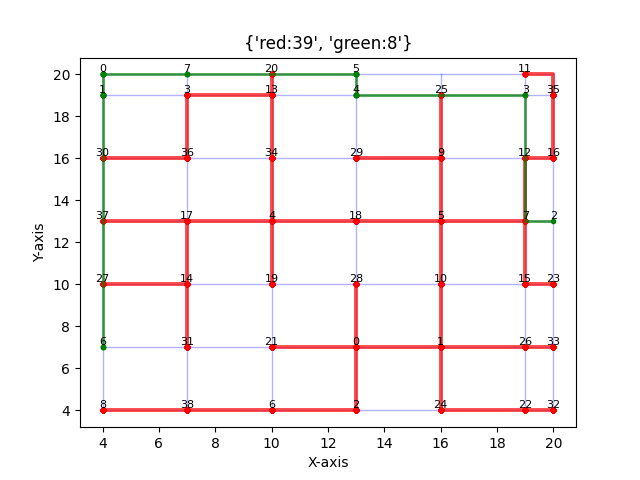 {'red:39', 'green:8'}
20
0 7 20 5 11
1 3 13 4 25 3 35
18
16
30 36 34 29 9 12 16
14
37 17 4 18 5 7 2
12
10
27 14 19 28 10 15 23
8
6 31 21 0 1 26 33
6
4
8 38 6 2 24 22 32
4 6 8 10 12 14 16 18 20
X-axis
Y-axis